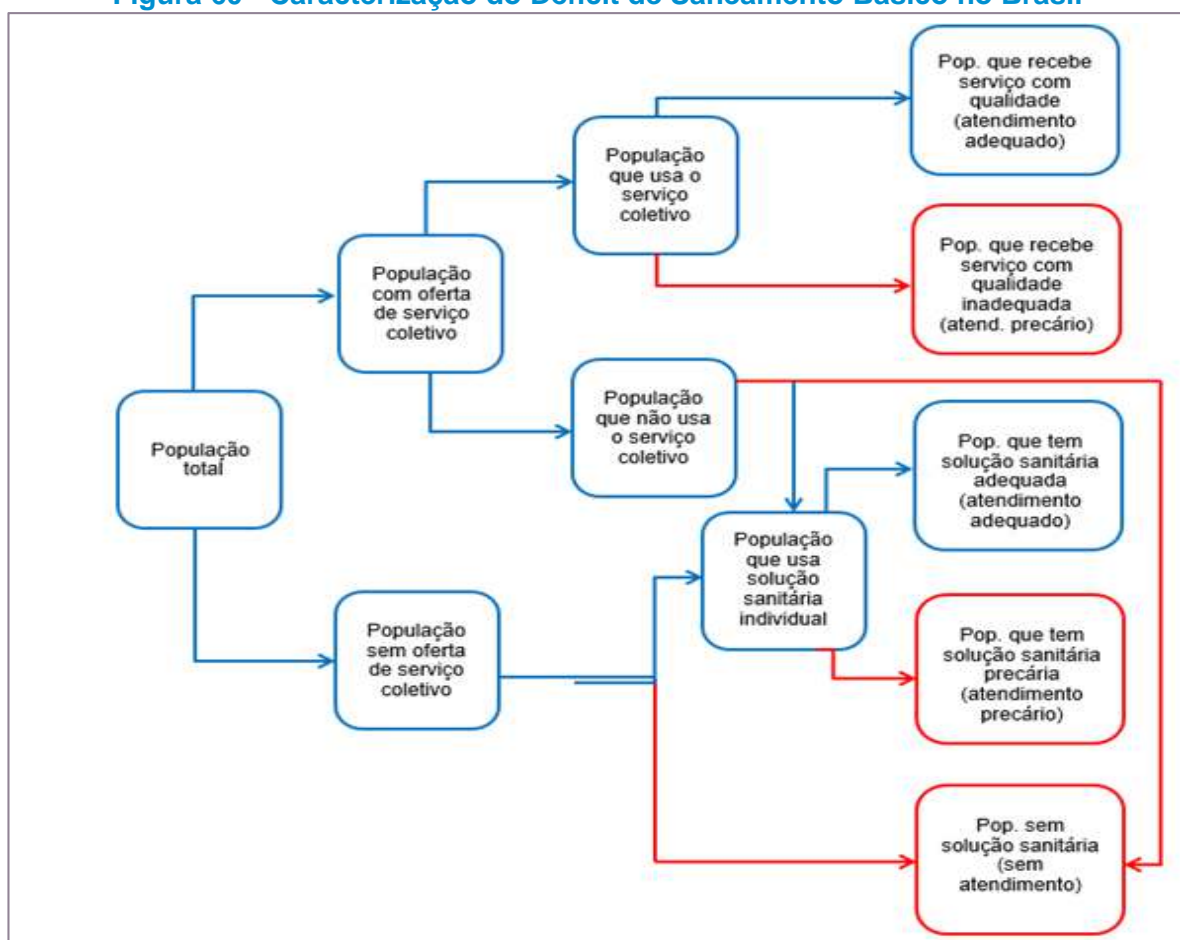 Caracterização do Déficit de Saneamento Básico no Brasil
Pop. que recebe
serviço com
qualidade
(atendimento
adequado)
População
que usa o
serviço
coletivo
Pop. que recebe
serviço com
qualidade
inadequada
(atend. precário)
População
com oferta
de serviço
coletivo
População
que não usa
o serviço
coletivo
População
total
Pop. que tem
solução sanitária
adequada
(atendimento
adequado)
População
que usa
solução
sanitária
individual
População
sem oferta
de serviço
coletivo
Pop. que tem
solução sanitária
precária
(atendimento
precário)
Pop. sem
solução sanitária
(sem
atendimento)